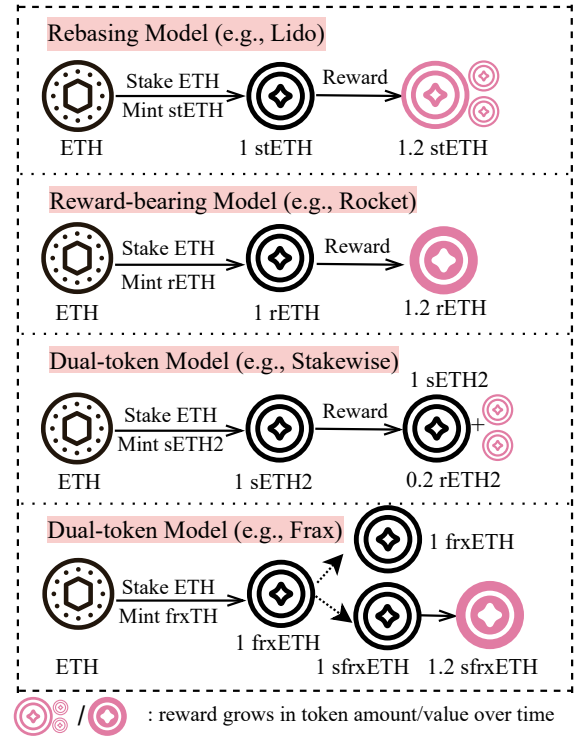 Rebasing Model (e.g., Lido)
Stake ETH
Mint stETH
Reward
ETH
1 stETH
1.2 stETH
Reward-bearing Model (e.g., Rocket)
Stake ETH
Mint rETH
Reward
ETH
1 rETH
1.2 rETH
Dual-token Model (e.g., Stakewise)
1 sETH2
Stake ETH
Mint sETH2
Reward
+
ETH
1 sETH2
0.2 rETH2
Dual-token Model (e.g., Frax)
1 frxETH
Stake ETH
Mint frxTH
1 frxETH
ETH
1 sfrxETH
1.2 sfrxETH
/
: reward grows in token amount/value over time